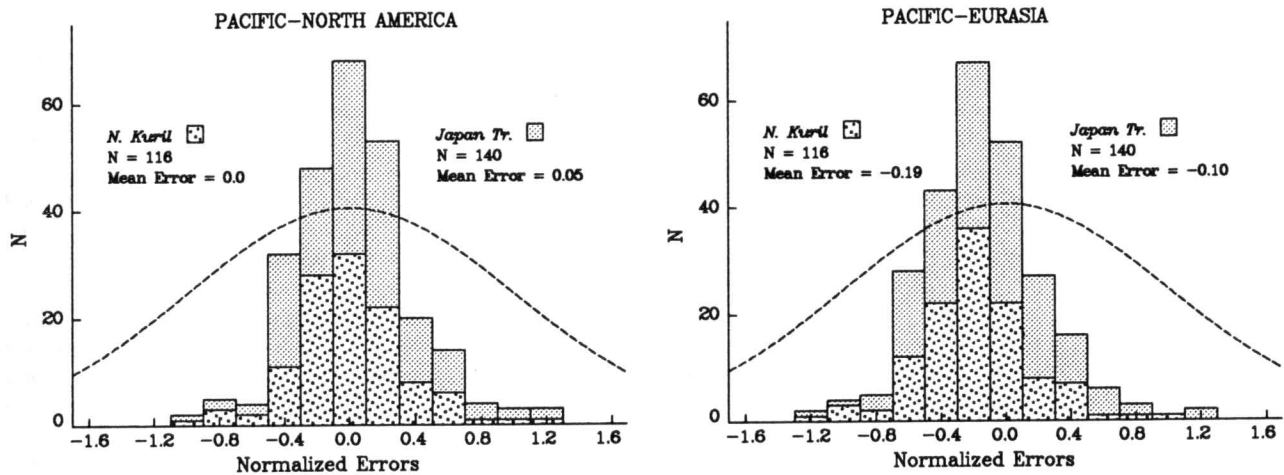 PACIFIC-NORTH AMERICA
60
40
20
0
N
N. Kuril
N = 116
Mean Error = 0.0
Japan Tr.
N = 140
Mean Error = 0.05
-1.6 -1.2 -0.8 -0.4 0.0 0.4 0.8 1.2 1.6
Normalized Errors
PACIFIC-EURASIA
60
40
20
0
N
N. Kuril
N = 116
Mean Error = -0.19
Japan Tr.
N = 140
Mean Error = -0.10
-1.6 -1.2 -0.8 -0.4 0.0 0.4 0.8 1.2 1.6
Normalized Errors